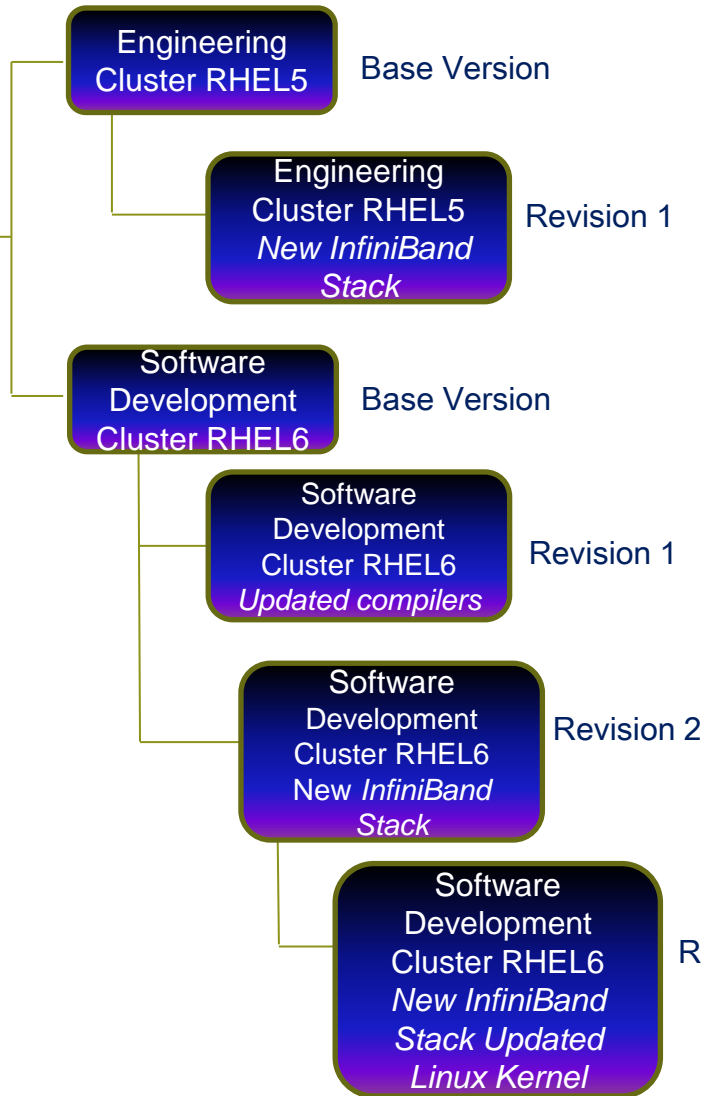 Engineering
Cluster RHEL5
Base Version
Engineering
Cluster RHEL5
New InfiniBand
Stack
Revision 1
Software
Development
Cluster RHEL6
Base Version
Software
Development
Cluster RHEL6
Updated compilers
Revision 1
Software
Development
Cluster RHEL6
New InfiniBand
Stack
Revision 2
Software
Development
Cluster RHEL6
New InfiniBand
Stack Updated
Linux Kernel
R